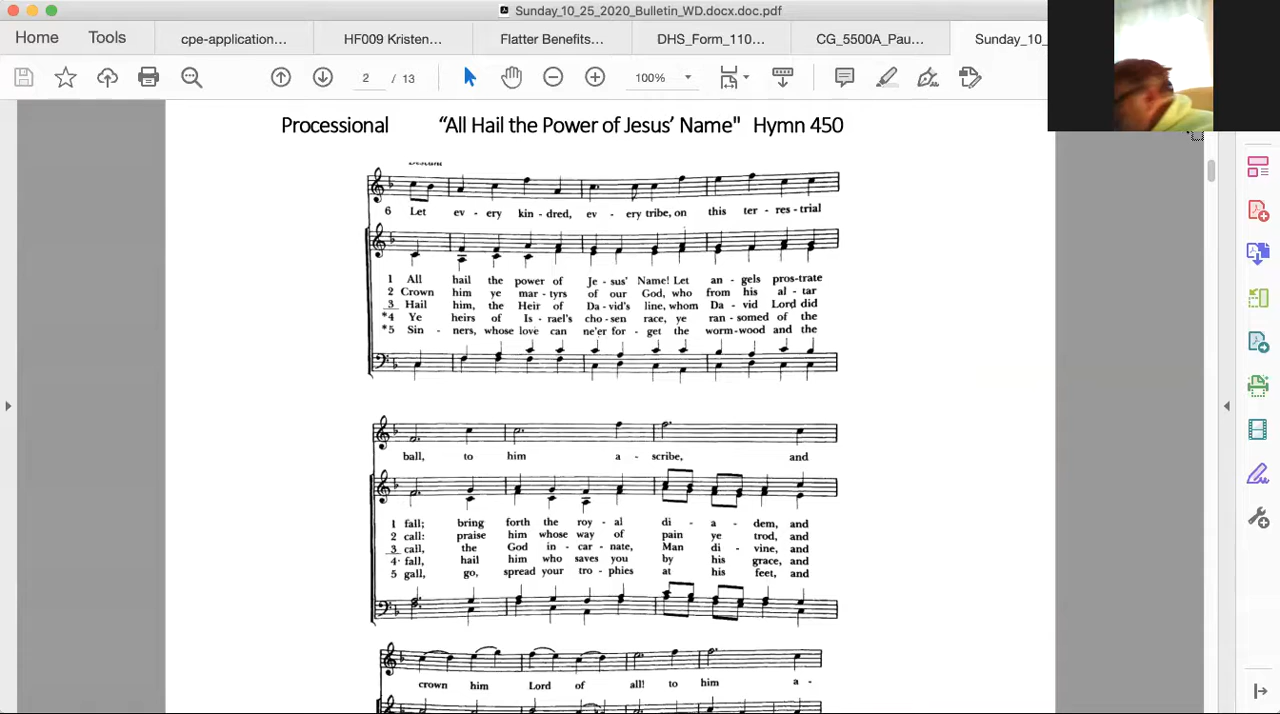 Sunday_10_25_2020_Bulletin_WD.docx.doc.pdf
Home Tools cpe-application... HF009 Kristen... Flatter Benefits... DHS_Form_110... CG_5500A_Pau... Sunday_10_
2 / 13 100%
Processional “All Hail the Power of Jesus’ Name" Hymn 450
Descant
6 Let ev - ery kin - dred, ev - ery tribe, on this ter - res - trial
1 All hail the power of Je - sus' Name! Let an - gels pros-trate
2 Crown him ye mar - tyrs of our God, who from his al - tar
3 Hail him, the Heir of Da - vid's line, whom Da - vid Lord did
*4 Ye heirs of Is - rael's cho - sen race, ye ran - somed of the
*5 Sin - ners, whose love can ne'er for - get the worm-wood and the
ball, to him a - scribe, and
1 fall; bring forth the roy - al di - a - dem, and
2 call: praise him whose way of pain ye trod, and
3 call, the God in - car - nate, Man di - vine, and
4 fall, hail him who saves you by his grace, and
5 gall, go, spread your tro - phies at his feet, and
crown him Lord of all! to him a -